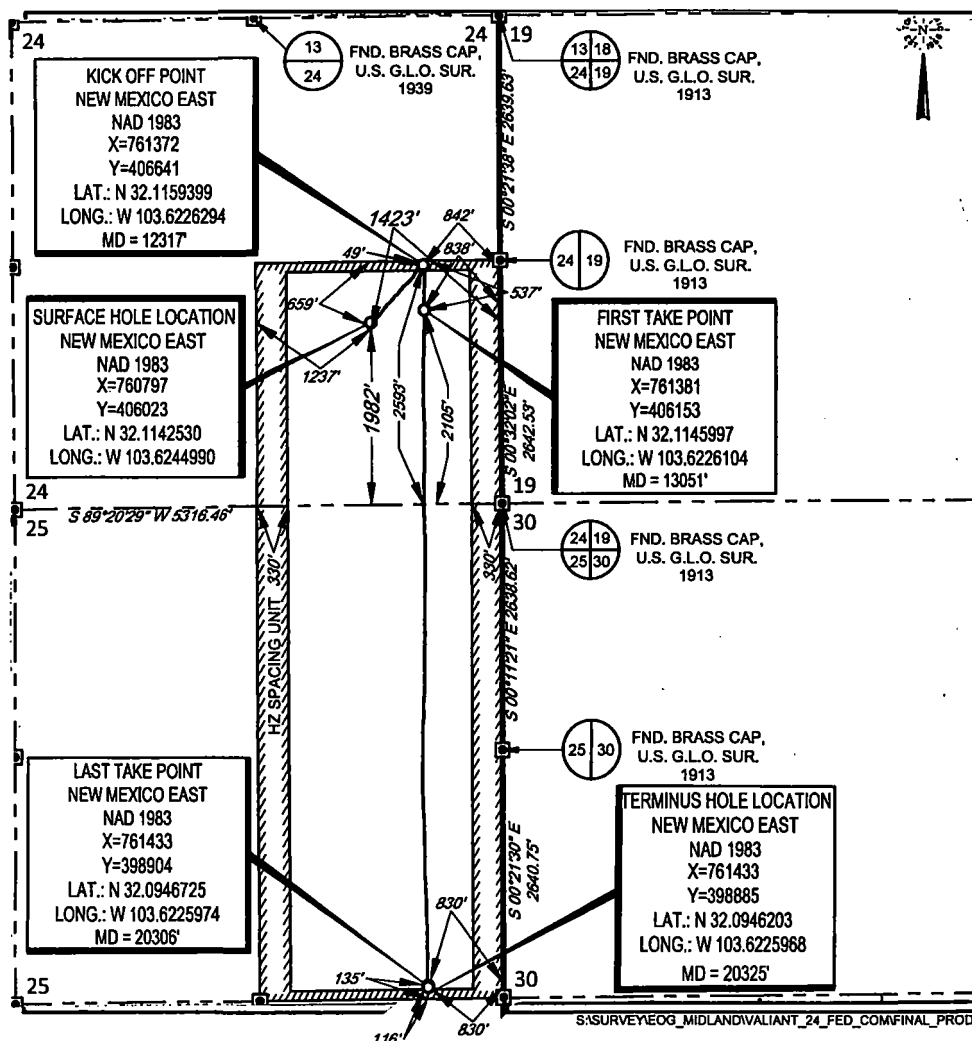 24
13
24
FND. BRASS CAP,
U.S. G.L.O. SUR.
1939
24
19
13 18
24 19
FND. BRASS CAP,
U.S. G.L.O. SUR.
1913
N
KICK OFF POINT
NEW MEXICO EAST
NAD 1983
X=761372
Y=406641
LAT.: N 32.1159399
LONG.: W 103.6226294
MD = 12317'
S 00°21'38" E 2639.63'
1423'
842'
838'
49'
537'
659'
24 19
FND. BRASS CAP,
U.S. G.L.O. SUR.
1913
SURFACE HOLE LOCATION
NEW MEXICO EAST
NAD 1983
X=760797
Y=406023
LAT.: N 32.1142530
LONG.: W 103.6244990
1237'
1982'
2593'
2105'
S 00°32'02"E
2642.53'
FIRST TAKE POINT
NEW MEXICO EAST
NAD 1983
X=761381
Y=406153
LAT.: N 32.1145997
LONG.: W 103.6226104
MD = 13051'
24
19
S 89°20'29" W 5316.46'
25
30
24 19
25 30
FND. BRASS CAP,
U.S. G.L.O. SUR.
1913
330'
330'
HZ SPACING UNIT
S 00°11'21" E 2638.62'
25 30
FND. BRASS CAP,
U.S. G.L.O. SUR.
1913
LAST TAKE POINT
NEW MEXICO EAST
NAD 1983
X=761433
Y=398904
LAT.: N 32.0946725
LONG.: W 103.6225974
MD = 20306'
S 00°21'30" E
2640.75'
TERMINUS HOLE LOCATION
NEW MEXICO EAST
NAD 1983
X=761433
Y=398885
LAT.: N 32.0946203
LONG.: W 103.6225968
MD = 20325'
830'
135'
25
30
116'
830'
S:\SURVEY\EOG_MIDLAND\VALIANT_24_FED_COM\FINAL_PROD